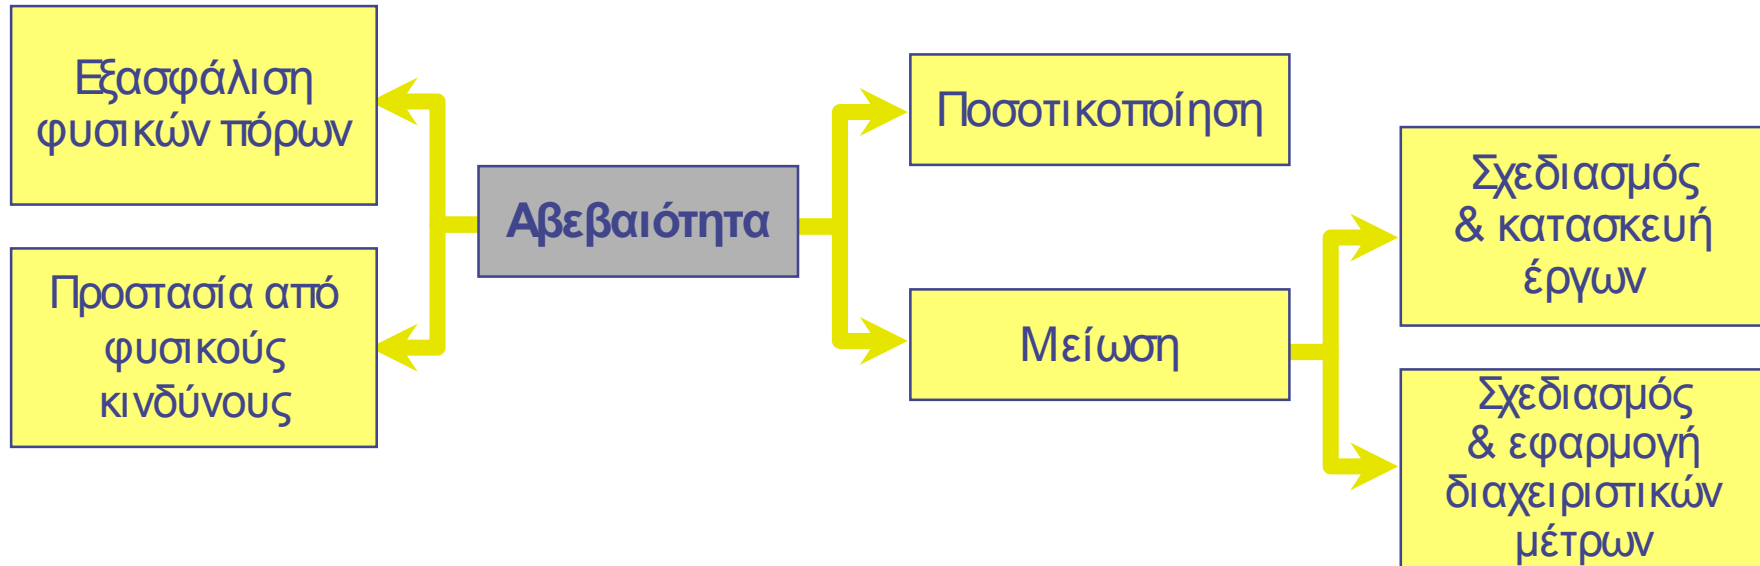 Εξασφάλιση
φυσικών πόρων
Προστασία από
φυσικούς
κινδύνους
Αβεβαιότητα
Ποσοτικοποίηση
Μείωση
Σχεδιασμός
& κατασκευή
έργων
Σχεδιασμός
& εφαρμογή
διαχειριστικών
μέτρων